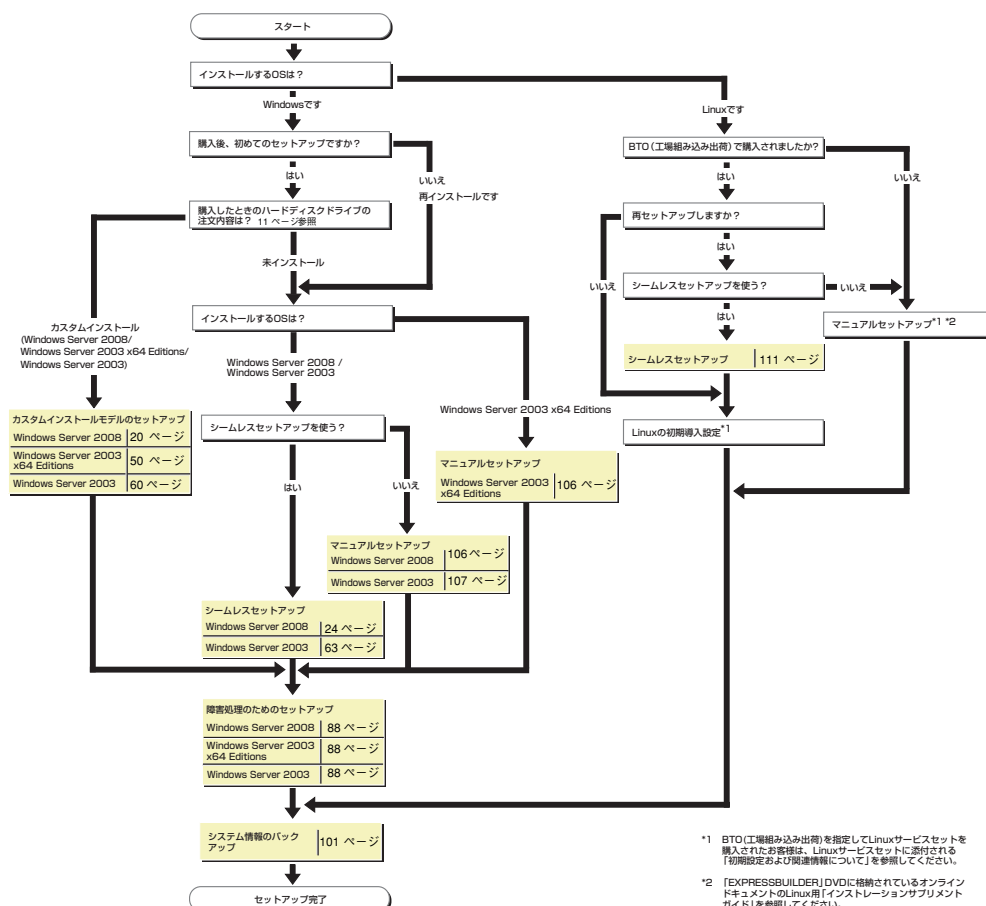 スタート
インストールするOSは？
Windowsです
Linuxです
購入後、初めてのセットアップですか？
はい
いいえ
再インストールです
購入したときのハードディスクドライブの
注文内容は？ 11 ページ参照
未インストール
カスタムインストール
(Windows Server 2008/
Windows Server 2003 x64 Editions/
Windows Server 2003)
インストールするOSは？
Windows Server 2008 /
Windows Server 2003
Windows Server 2003 x64 Editions
カスタムインストールモデルのセットアップ
Windows Server 2008 20 ページ
Windows Server 2003
x64 Editions 50 ページ
Windows Server 2003 60 ページ
シームレスセットアップを使う？
はい
いいえ
マニュアルセットアップ
Windows Server 2003
x64 Editions 106 ページ
マニュアルセットアップ
Windows Server 2008 106ページ
Windows Server 2003 107 ページ
シームレスセットアップ
Windows Server 2008 24 ページ
Windows Server 2003 63 ページ
障害処理のためのセットアップ
Windows Server 2008 88 ページ
Windows Server 2003
x64 Editions 88 ページ
Windows Server 2003 88 ページ
システム情報のバック
アップ 101 ページ
セットアップ完了
BTO（工場組み込み出荷）で購入されましたか？
はい
いいえ
再セットアップしますか？
はい
いいえ
シームレスセットアップを使う？
いいえ
はい
マニュアルセットアップ*1 *2
シームレスセットアップ 111 ページ
Linuxの初期導入設定*1
*1 BTO(工場組み込み出荷)を指定してLinuxサービスセットを
購入されたお客様は、Linuxサービスセットに添付される
「初期設定および関連情報について」を参照してください。
*2 「EXPRESSBUILDER」DVDに格納されているオンライン
ドキュメントのLinux用「インストレーションサプリメント
ガイド」を参照してください。